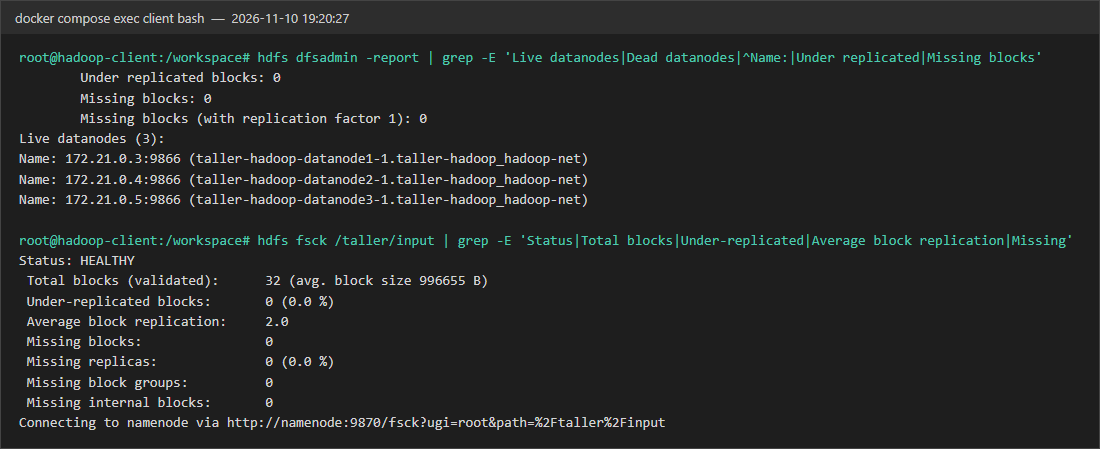 docker compose exec client bash — 2026-11-10 19:20:27
root@hadoop-client:/workspace# hdfs dfsadmin -report | grep -E 'Live datanodes|Dead datanodes|^Name:|Under replicated|Missing blocks'
Under replicated blocks: 0
Missing blocks: 0
Missing blocks (with replication factor 1): 0
Live datanodes (3):
Name: 172.21.0.3:9866 (taller-hadoop-datanode1-1.taller-hadoop_hadoop-net)
Name: 172.21.0.4:9866 (taller-hadoop-datanode2-1.taller-hadoop_hadoop-net)
Name: 172.21.0.5:9866 (taller-hadoop-datanode3-1.taller-hadoop_hadoop-net)
root@hadoop-client:/workspace# hdfs fsck /taller/input | grep -E 'Status|Total blocks|Under-replicated|Average block replication|Missing'
Status: HEALTHY
Total blocks (validated): 32 (avg. block size 996655 B)
Under-replicated blocks: 0 (0.0 %)
Average block replication: 2.0
Missing blocks: 0
Missing replicas: 0 (0.0 %)
Missing block groups: 0
Missing internal blocks: 0
Connecting to namenode via http://namenode:9870/fsck?ugi=root&path=%2Ftaller%2Finput